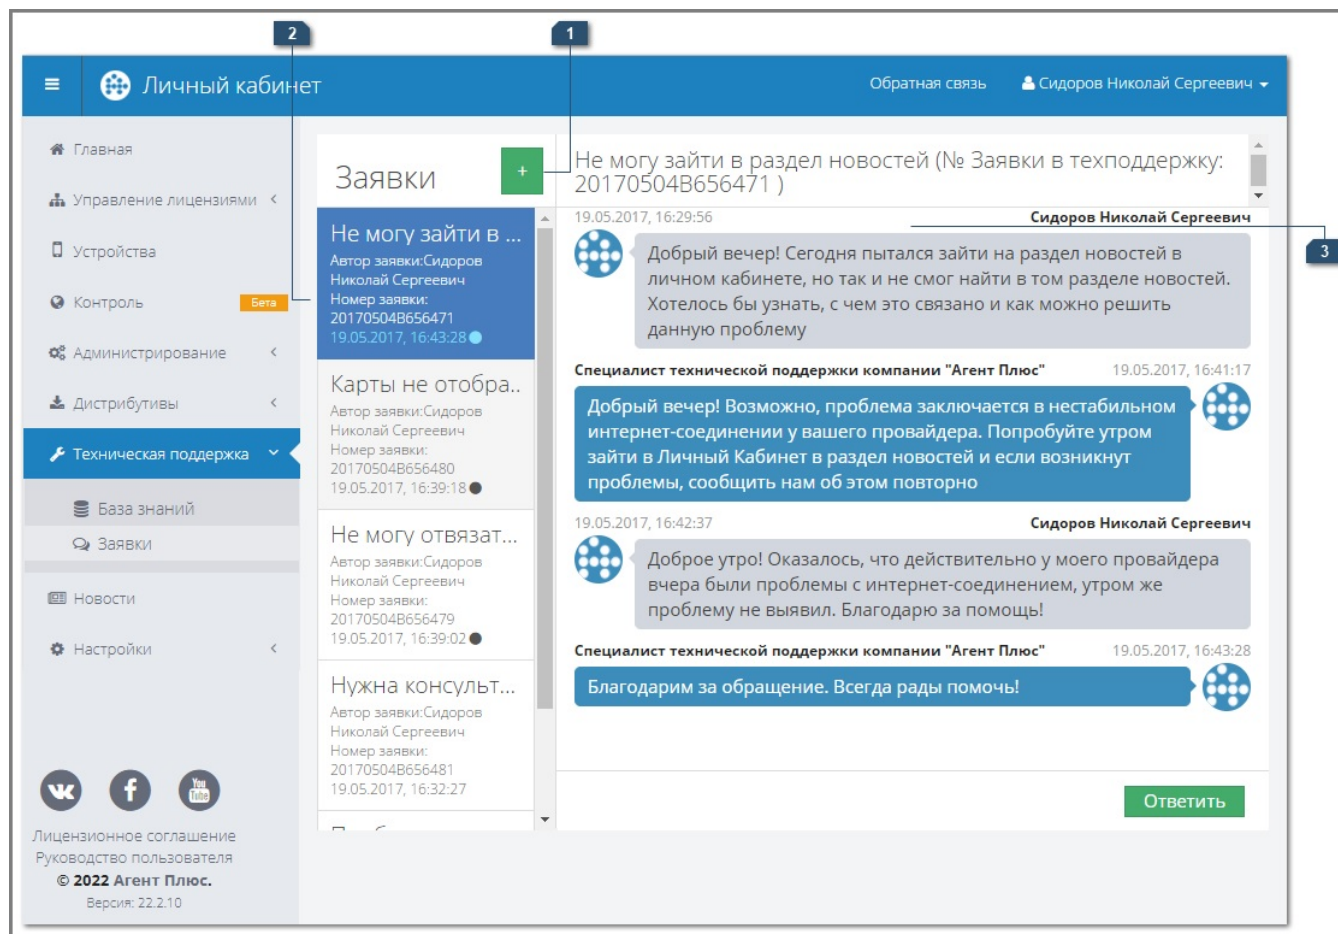 2
1
Личный кабинет
Обратная связь
Сидоров Николай Сергеевич
Главная
Управление лицензиями
Устройства
Контроль
Бета
Администрирование
Дистрибутивы
Техническая поддержка
База знаний
Заявки
Новости
Настройки
You
Tube
Лицензионное соглашение
Руководство пользователя
© 2022 Агент Плюс.
Версия: 22.2.10
Заявки
+
Не могу зайти в ...
Автор заявки:Сидоров
Николай Сергеевич
Номер заявки:
20170504B656471
19.05.2017, 16:43:28
Карты не отобра..
Автор заявки:Сидоров
Николай Сергеевич
Номер заявки:
20170504B656480
19.05.2017, 16:39:18
Не могу отвязат...
Автор заявки:Сидоров
Николай Сергеевич
Номер заявки:
20170504B656479
19.05.2017, 16:39:02
Нужна консульт...
Автор заявки:Сидоров
Николай Сергеевич
Номер заявки:
20170504B656481
19.05.2017, 16:32:27
Не могу зайти в раздел новостей (№ Заявки в техподдержку:
20170504B656471 )
19.05.2017, 16:29:56 Сидоров Николай Сергеевич
3
Добрый вечер! Сегодня пытался зайти на раздел новостей в
личном кабинете, но так и не смог найти в том разделе новостей.
Хотелось бы узнать, с чем это связано и как можно решить
данную проблему
Специалист технической поддержки компании "Агент Плюс" 19.05.2017, 16:41:17
Добрый вечер! Возможно, проблема заключается в нестабильном
интернет-соединении у вашего провайдера. Попробуйте утром
зайти в Личный Кабинет в раздел новостей и если возникнут
проблемы, сообщить нам об этом повторно
19.05.2017, 16:42:37 Сидоров Николай Сергеевич
Доброе утро! Оказалось, что действительно у моего провайдера
вчера были проблемы с интернет-соединением, утром же
проблему не выявил. Благодарю за помощь!
Специалист технической поддержки компании "Агент Плюс" 19.05.2017, 16:43:28
Благодарим за обращение. Всегда рады помочь!
Ответить